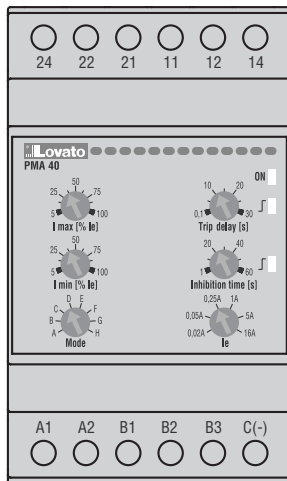 24 22 21 11 12 14
Lovato
PMA 40
ON
50
25 75
5 100
I max [% Ie]
10 20
0,1 30
Trip delay [s]
50
25 75
5 100
I min [% Ie]
20 40
1 60
Inhibition time [s]
D E
C F
B G
A H
Mode
0,25A 1A
0,05A 5A
0,02A 16A
Ie
A1 A2 B1 B2 B3 C(-)